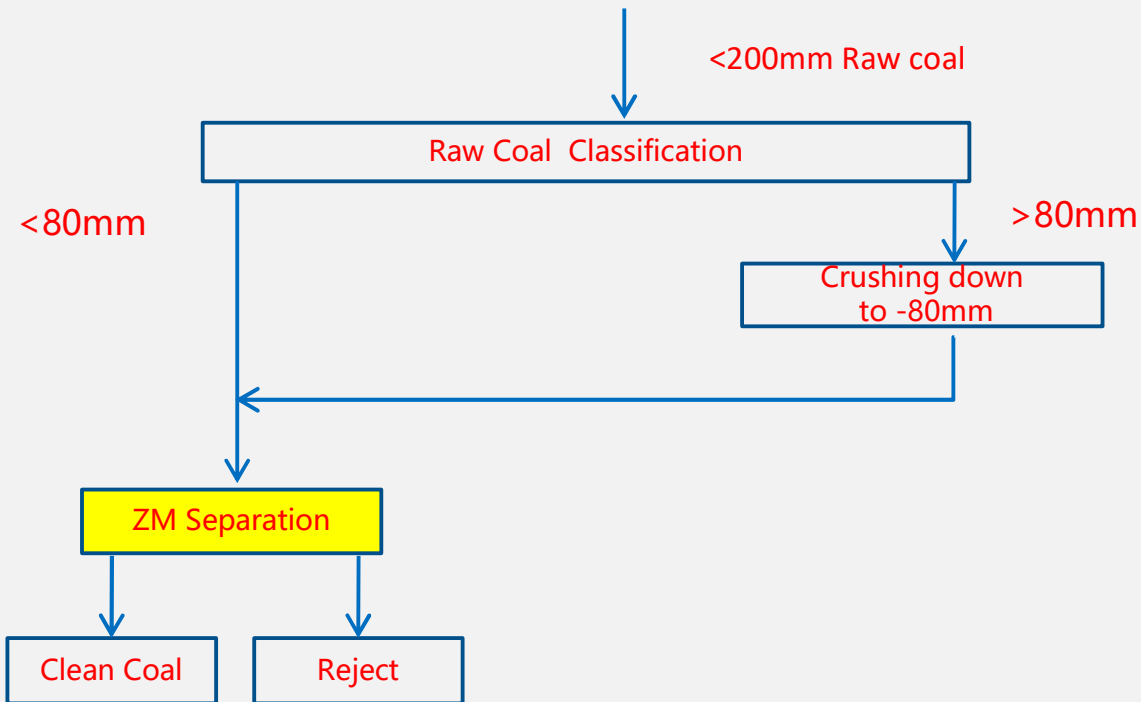 <200mm Raw coal
Raw Coal  Classification
<80mm
>80mm
Crushing down
to -80mm
ZM Separation
Clean Coal
Reject